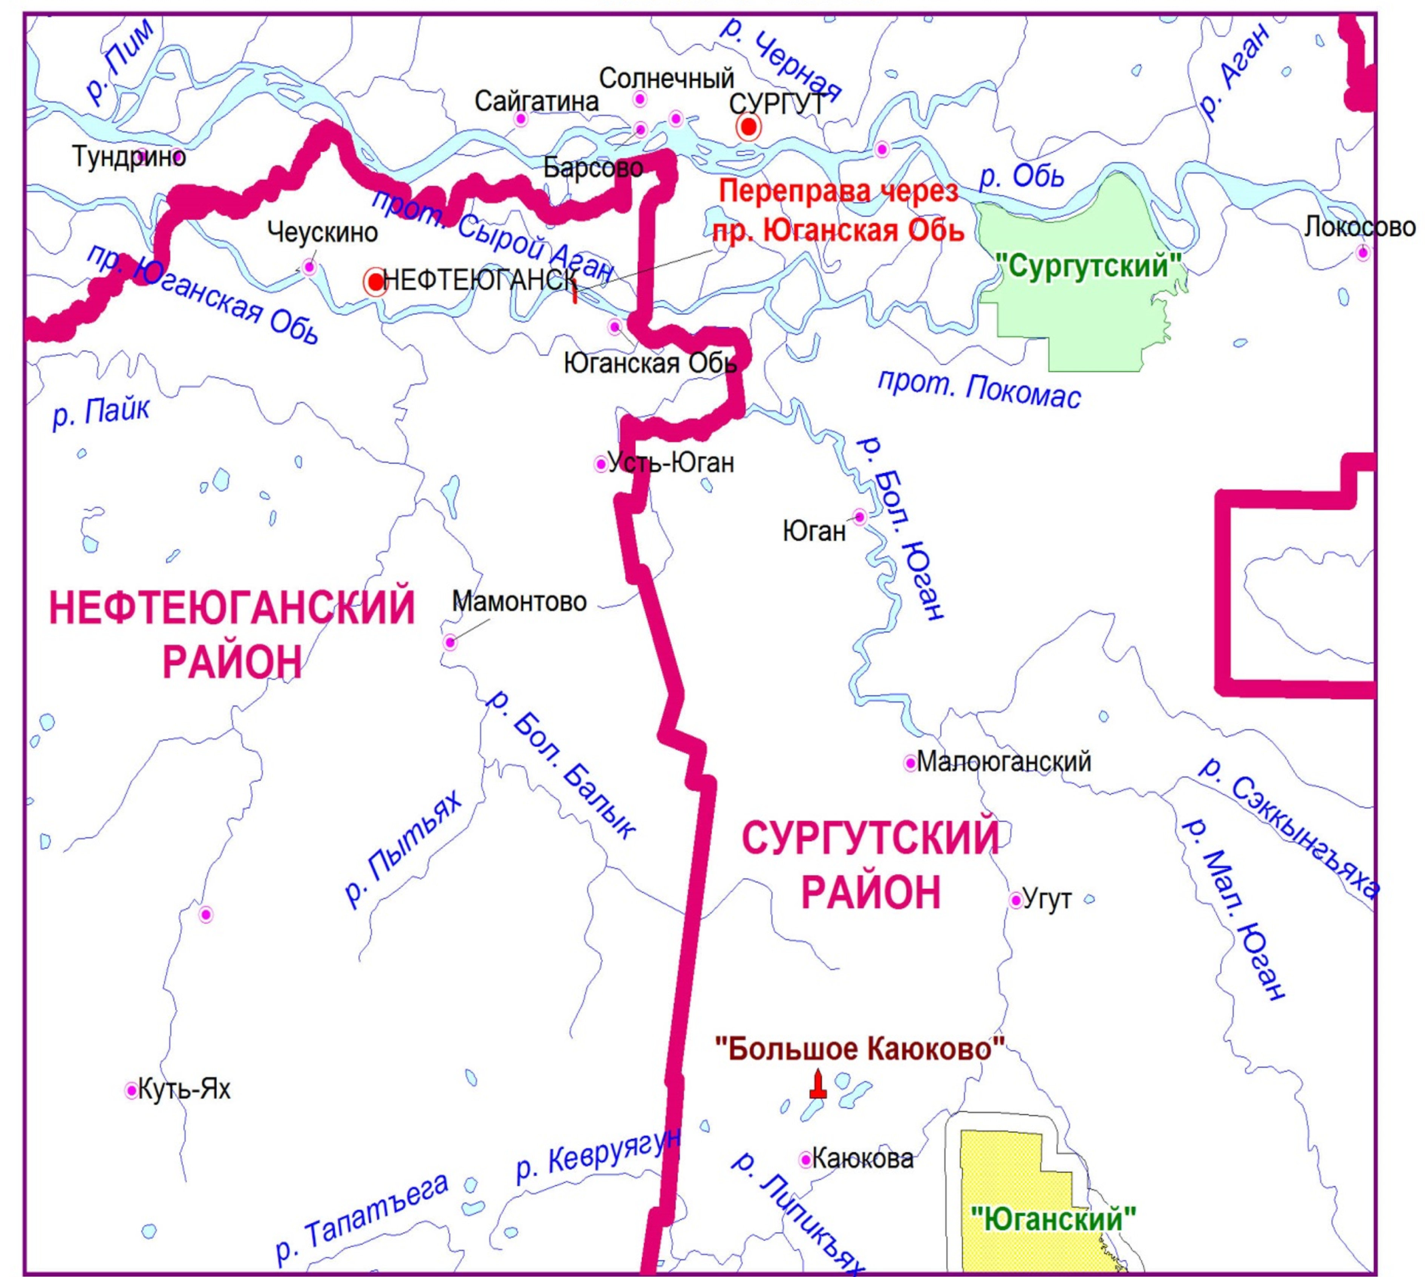 р. Пим
р. Черная
р. Аган
Солнечный
Сайгатина
СУРГУТ
Тундрино
Барсово
р. Обь
Переправа через
пр. Юганская Обь
прот. Сырой Аган
Чеускино
Локосово
"Сургутский"
пр. Юганская Обь
НЕФТЕЮГАНСК
Юганская Обь
прот. Покомас
р. Пайк
Усть-Юган
р. Бол. Юган
Юган
НЕФТЕЮГАНСКИЙ
РАЙОН
Мамонтово
р. Бол. Балык
Малоюганский
р. Сэккынгъяха
р. Пытьях
СУРГУТСКИЙ
РАЙОН
р. Мал. Юган
Угут
"Большое Каюково"
Куть-Ях
Каюкова
р. Кевруягун
р. Липикъях
р. Тапатъега
"Юганский"